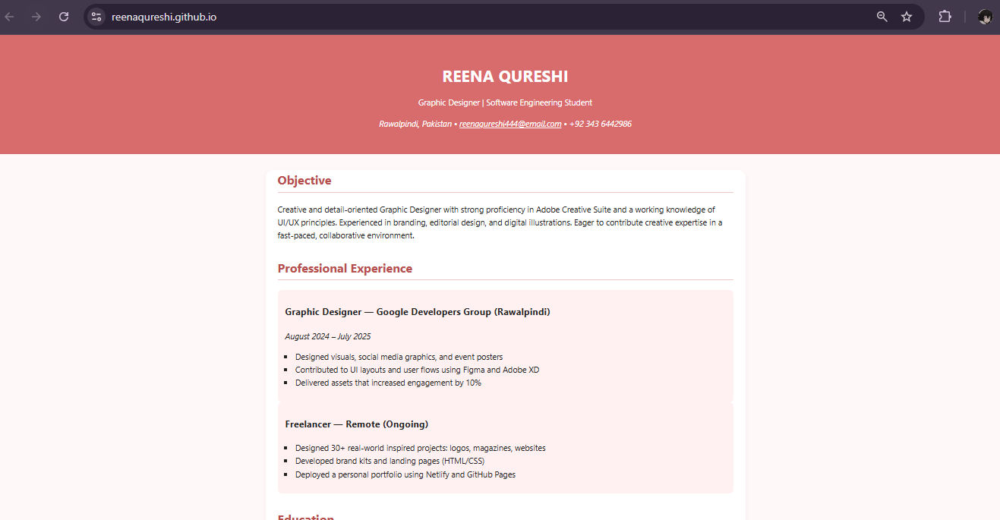 reenaqureshi.github.io
REENA QURESHI
Graphic Designer | Software Engineering Student
Rawalpindi, Pakistan • reenaqureshi444@email.com • +92 343 6442986
Objective
Creative and detail-oriented Graphic Designer with strong proficiency in Adobe Creative Suite and a working knowledge of
UI/UX principles. Experienced in branding, editorial design, and digital illustrations. Eager to contribute creative expertise in a
fast-paced, collaborative environment.
Professional Experience
Graphic Designer — Google Developers Group (Rawalpindi)
August 2024 – July 2025
▪ Designed visuals, social media graphics, and event posters
▪ Contributed to UI layouts and user flows using Figma and Adobe XD
▪ Delivered assets that increased engagement by 10%
Freelancer — Remote (Ongoing)
▪ Designed 30+ real-world inspired projects: logos, magazines, websites
▪ Developed brand kits and landing pages (HTML/CSS)
▪ Deployed a personal portfolio using Netlify and GitHub Pages
Education